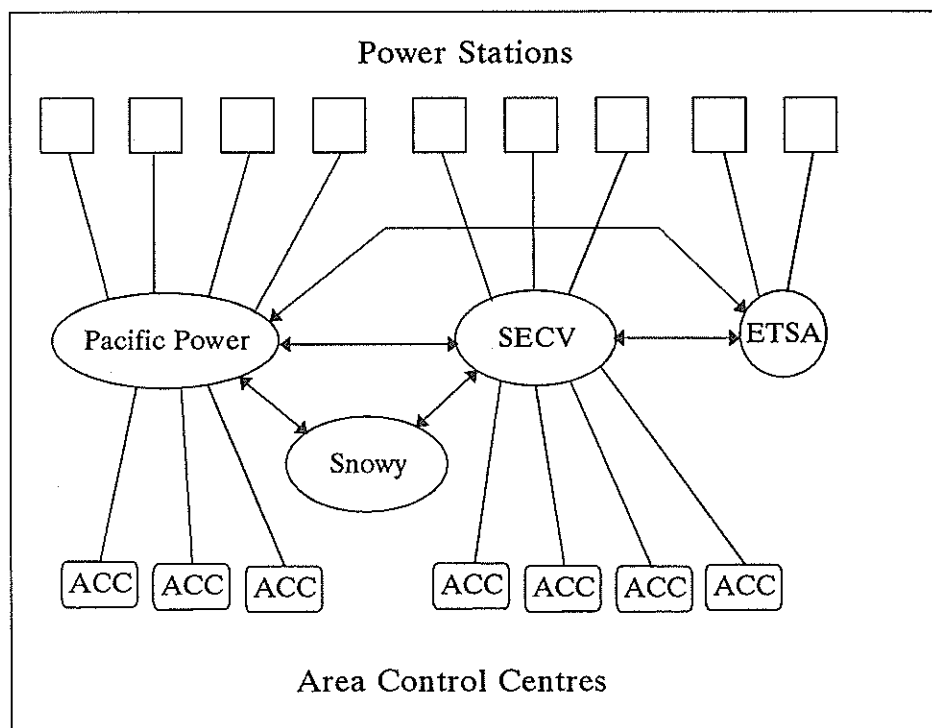 Power Stations
Pacific Power
SECV
ETSA
Snowy
ACC
ACC
ACC
ACC
ACC
ACC
ACC
Area Control Centres